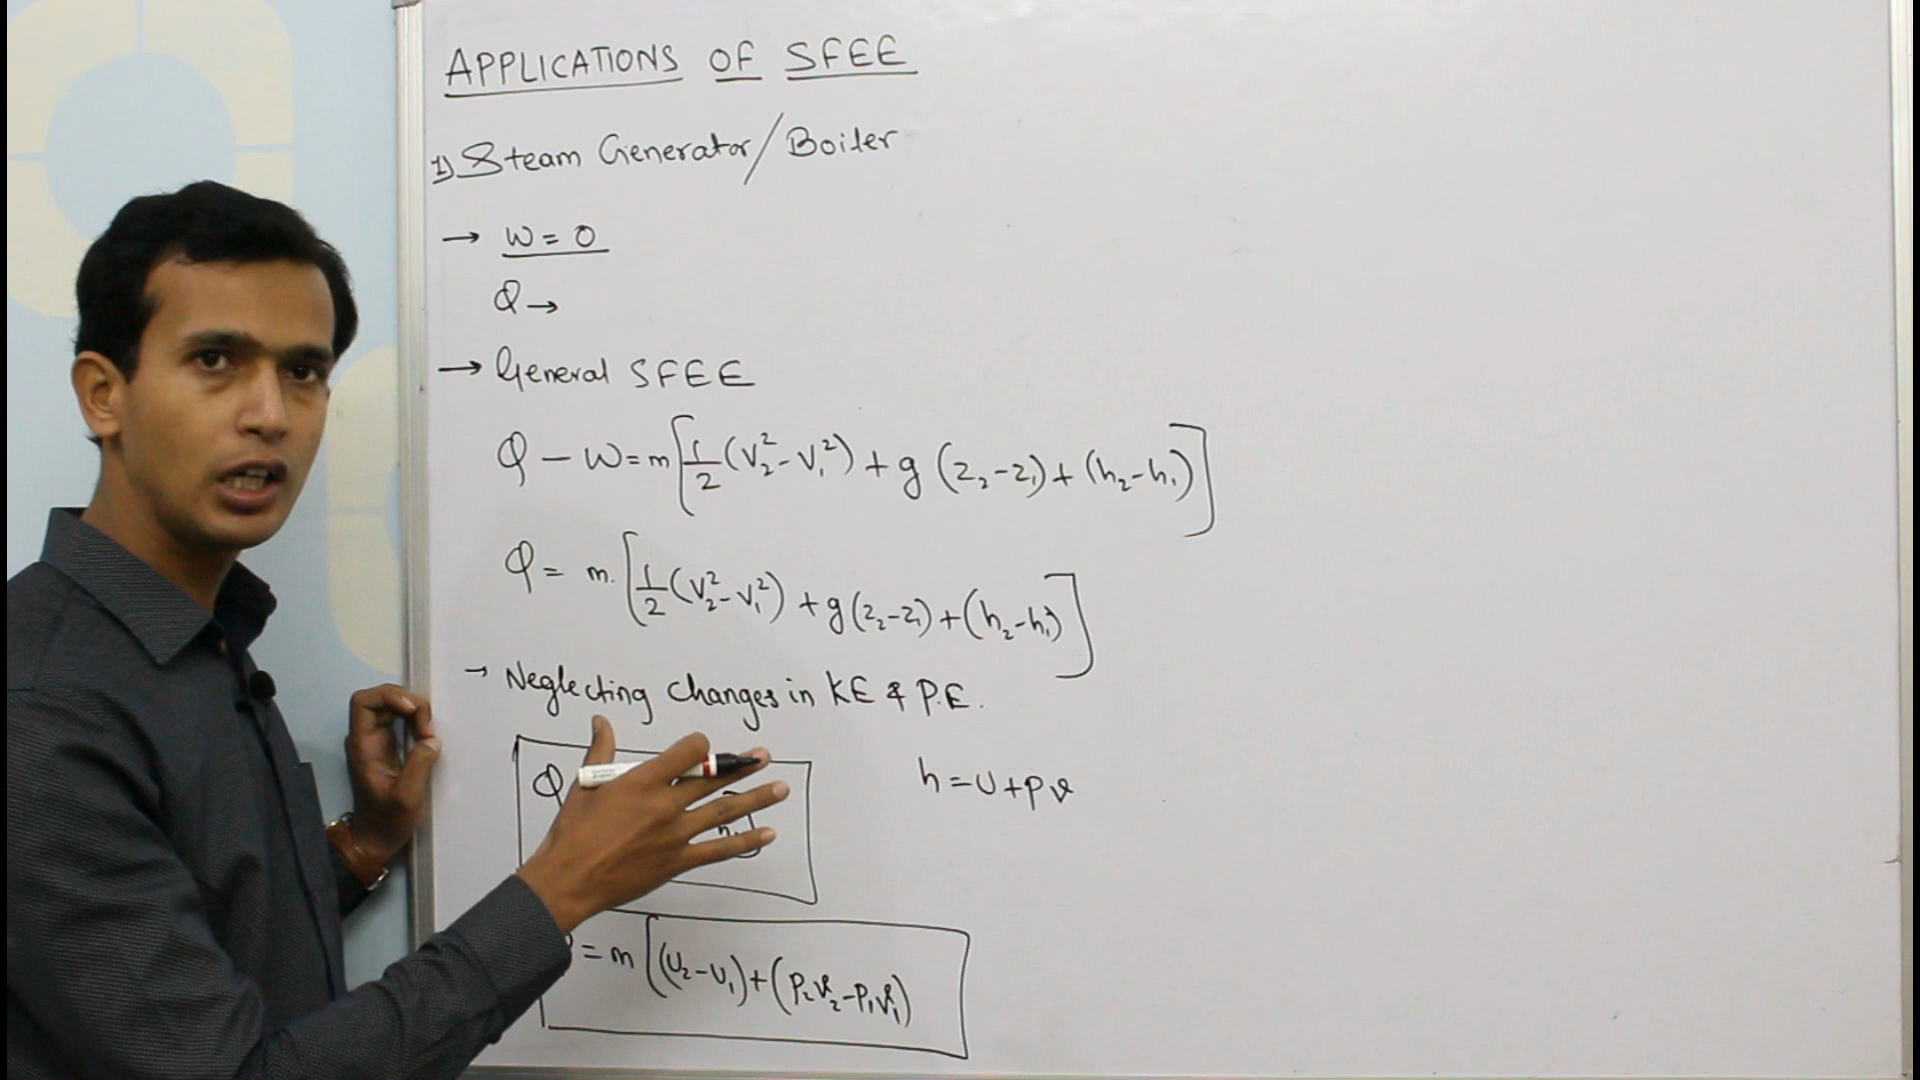 APPLICATIONS OF SFEE
1) Steam Generator/Boiler
→ W = 0
Q →
→ General SFEE
Q - W = m [1/2 (V₂² - V₁²) + g (z₂ - z₁) + (h₂ - h₁)]
Q = m. [1/2 (V₂² - V₁²) + g (z₂ - z₁) + (h₂ - h₁)]
→ Neglecting changes in KE & P.E.
Q
h = U + pv
= m [(U₂ - U₁) + (P₂v₂ - P₁v₁)